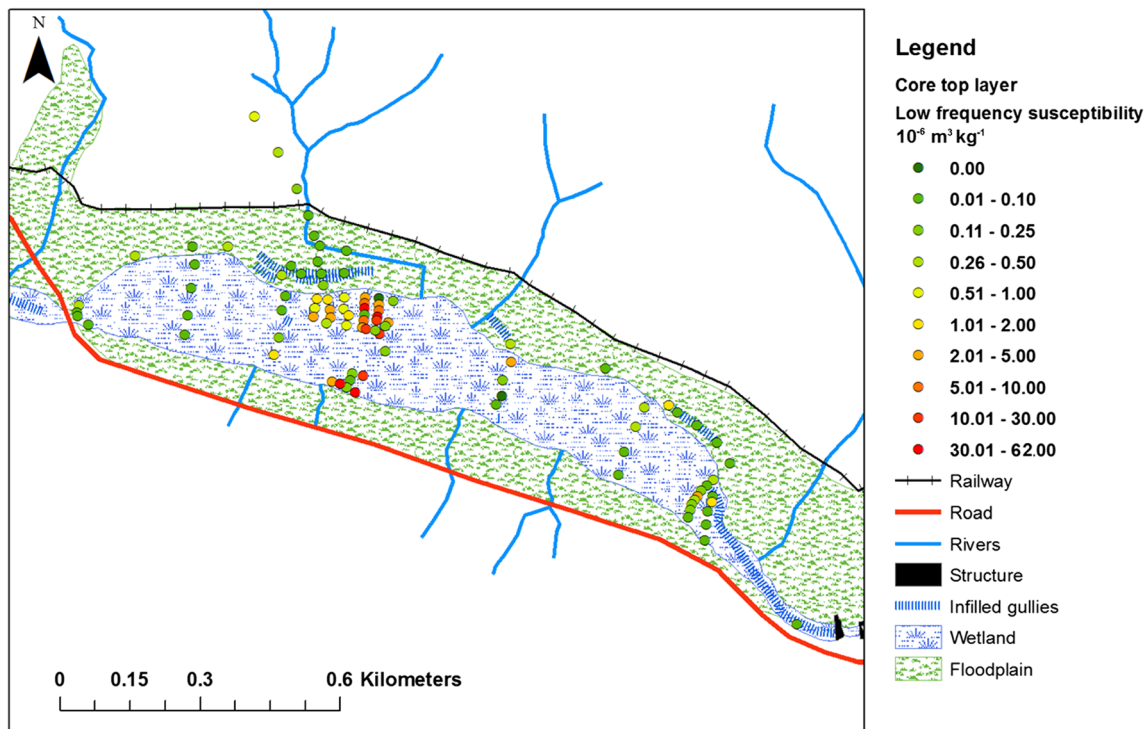 N
Legend
Core top layer
Low frequency susceptibility
10⁻⁶ m³ kg⁻¹
0.00
0.01 - 0.10
0.11 - 0.25
0.26 - 0.50
0.51 - 1.00
1.01 - 2.00
2.01 - 5.00
5.01 - 10.00
10.01 - 30.00
30.01 - 62.00
Railway
Road
Rivers
Structure
Infilled gullies
Wetland
Floodplain
0 0.15 0.3 0.6 Kilometers